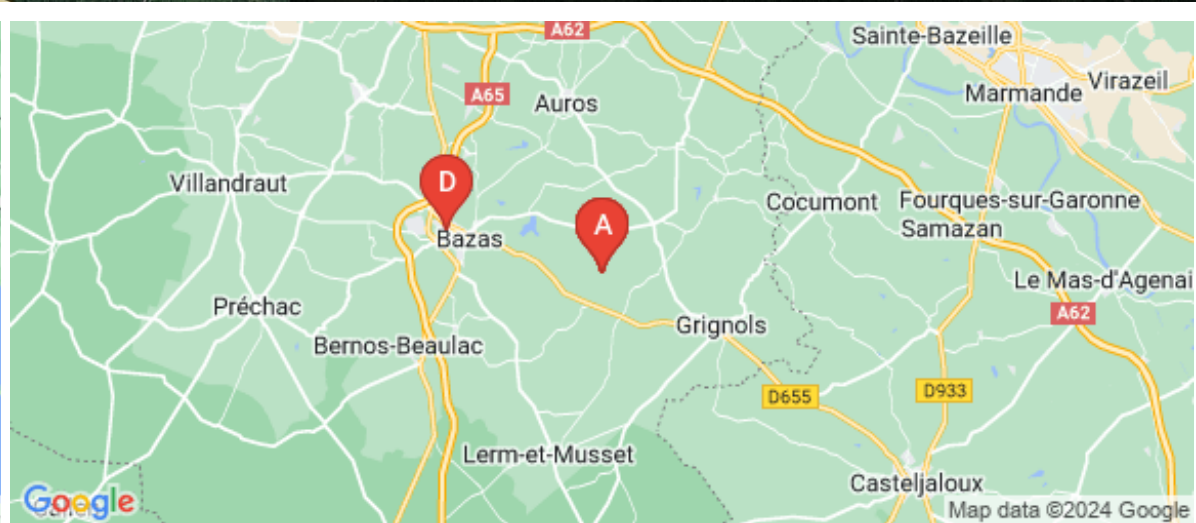 A62
Sainte-Bazeille
A65
Auros
Marmande
Virazeil
Villandraut
D
Cocumont
Fourques-sur-Garonne
A
Samazan
Bazas
Le Mas-d'Agenai
Préchac
A62
Grignols
Bernos-Beaulac
D655
D933
Lerm-et-Musset
Casteljaloux
Google
Map data ©2024 Google